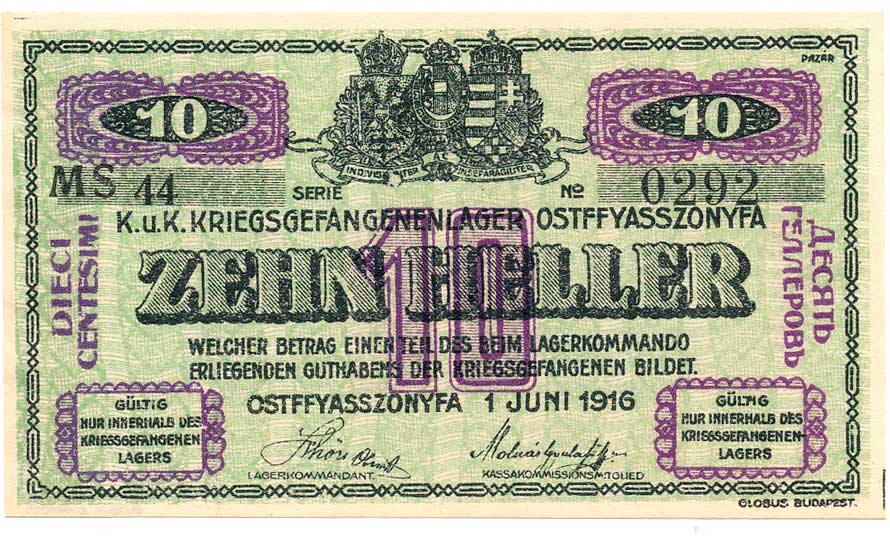 PAZÁR
10 10
INDIVISIBILITER AC INSEPARABILITER
MS 44 SERIE No 0292
K.u.K. KRIEGSGEFANGENENLAGER OSTFFYASSZONYFA
10
ZEHN HELLER
DIECI
CENTESIMI
ДЕСЯТЬ
ГЕЛЛЕРОВЬ
WELCHER BETRAG EINEN TEIL DES BEIM LAGERKOMMANDO
ERLIEGENDEN GUTHABENS DER KRIEGSGEFANGENEN BILDET.
OSTFFYASSZONYFA 1 JUNI 1916
GÜLTIG
NUR INNERHALB DES
KRIEGSGEFANGENEN
LAGERS
LAGERKOMMANDANT.
KASSAKOMMISSIONSMITGLIED
GÜLTIG
NUR INNERHALB DES
KRIEGSGEFANGENEN-
LAGERS
GLOBUS. BUDAPEST.